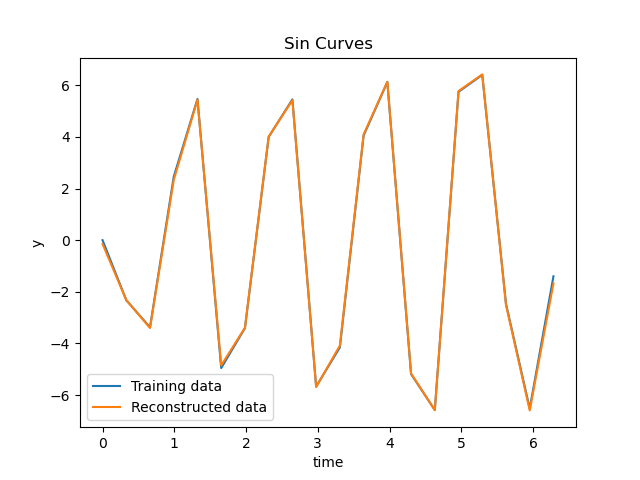 Sin Curves
y
6
4
2
0
−2
−4
−6
Training data
Reconstructed data
0 1 2 3 4 5 6
time